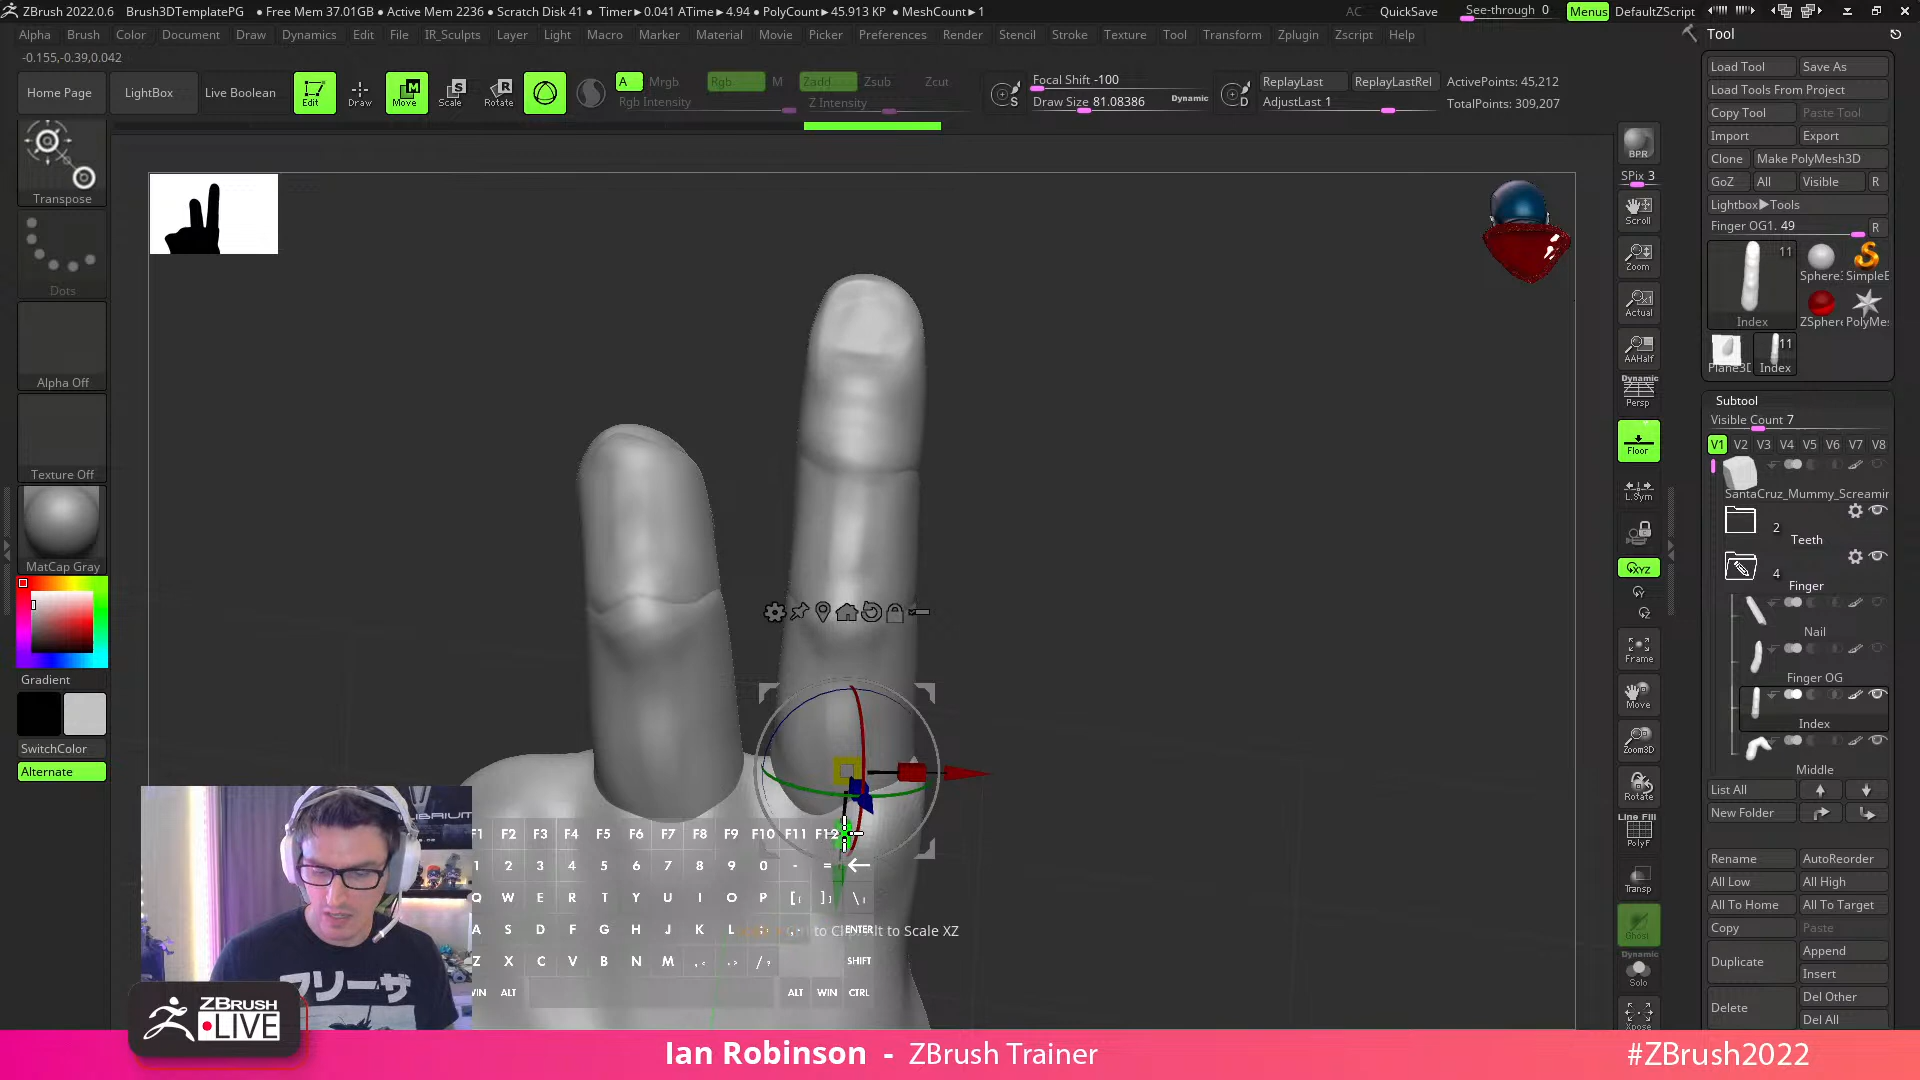 ZBrush 2022.0.6 Brush3DTemplatePG • Free Mem 37.01GB • Active Mem 2236 • Scratch Disk 41 • Timer►0.041 ATime►4.94 • PolyCount►45.913 KP • MeshCount►1
AC QuickSave See-through 0 Menus DefaultZScript
Alpha Brush Color Document Draw Dynamics Edit File IR_Sculpts Layer Light Macro Marker Material Movie Picker Preferences Render Stencil Stroke Texture Tool Transform Zplugin Zscript Help
-0.155,-0.39,0.042
Home Page LightBox Live Boolean Edit Draw Move Scale Rotate
A Mrgb Rgb M Zadd Zsub Zcut
Rgb Intensity Z Intensity
S Focal Shift -100
Draw Size 81.08386 Dynamic D
ReplayLast ReplayLastRel ActivePoints: 45,212
AdjustLast 1 TotalPoints: 309,207
Transpose
Dots
Alpha Off
Texture Off
MatCap Gray
Gradient
SwitchColor
Alternate
BPR
SPix 3
Scroll
Zoom
Actual
AAHalf
Dynamic
Persp
Floor
L.Sym
XYZ
Y
Z
Frame
Move
Zoom3D
Rotate
Line Fill
PolyF
Transp
Ghost
Dynamic
Solo
Xpose
Tool
Load Tool Save As
Load Tools From Project
Copy Tool Paste Tool
Import Export
Clone Make PolyMesh3D
GoZ All Visible R
Lightbox►Tools
Finger OG1. 49 R
11
Index
ZSphere
11
Plane3D Index
Subtool
Visible Count 7
V1 V2 V3 V4 V5 V6 V7 V8
SantaCruz_Mummy_Screamin
2
Teeth
4
Finger
Nail
Finger OG
Index
Middle
List All
New Folder
Rename AutoReorder
All Low All High
All To Home All To Target
Copy Paste
Duplicate Append
Insert
Delete Del Other
Del All
F1 F2 F3 F4 F5 F6 F7 F8 F9 F10 F11 F12
1 2 3 4 5 6 7 8 9 0 - = ←
Q W E R T Y U I O P [ ] \
A S D F G H J K L ; ENTER
to Scale XZ
Z X C V B N M , . / SHIFT
WIN ALT ALT WIN CTRL
フリーザ
ZBRUSH
•LIVE
Ian Robinson - ZBrush Trainer
#ZBrush2022